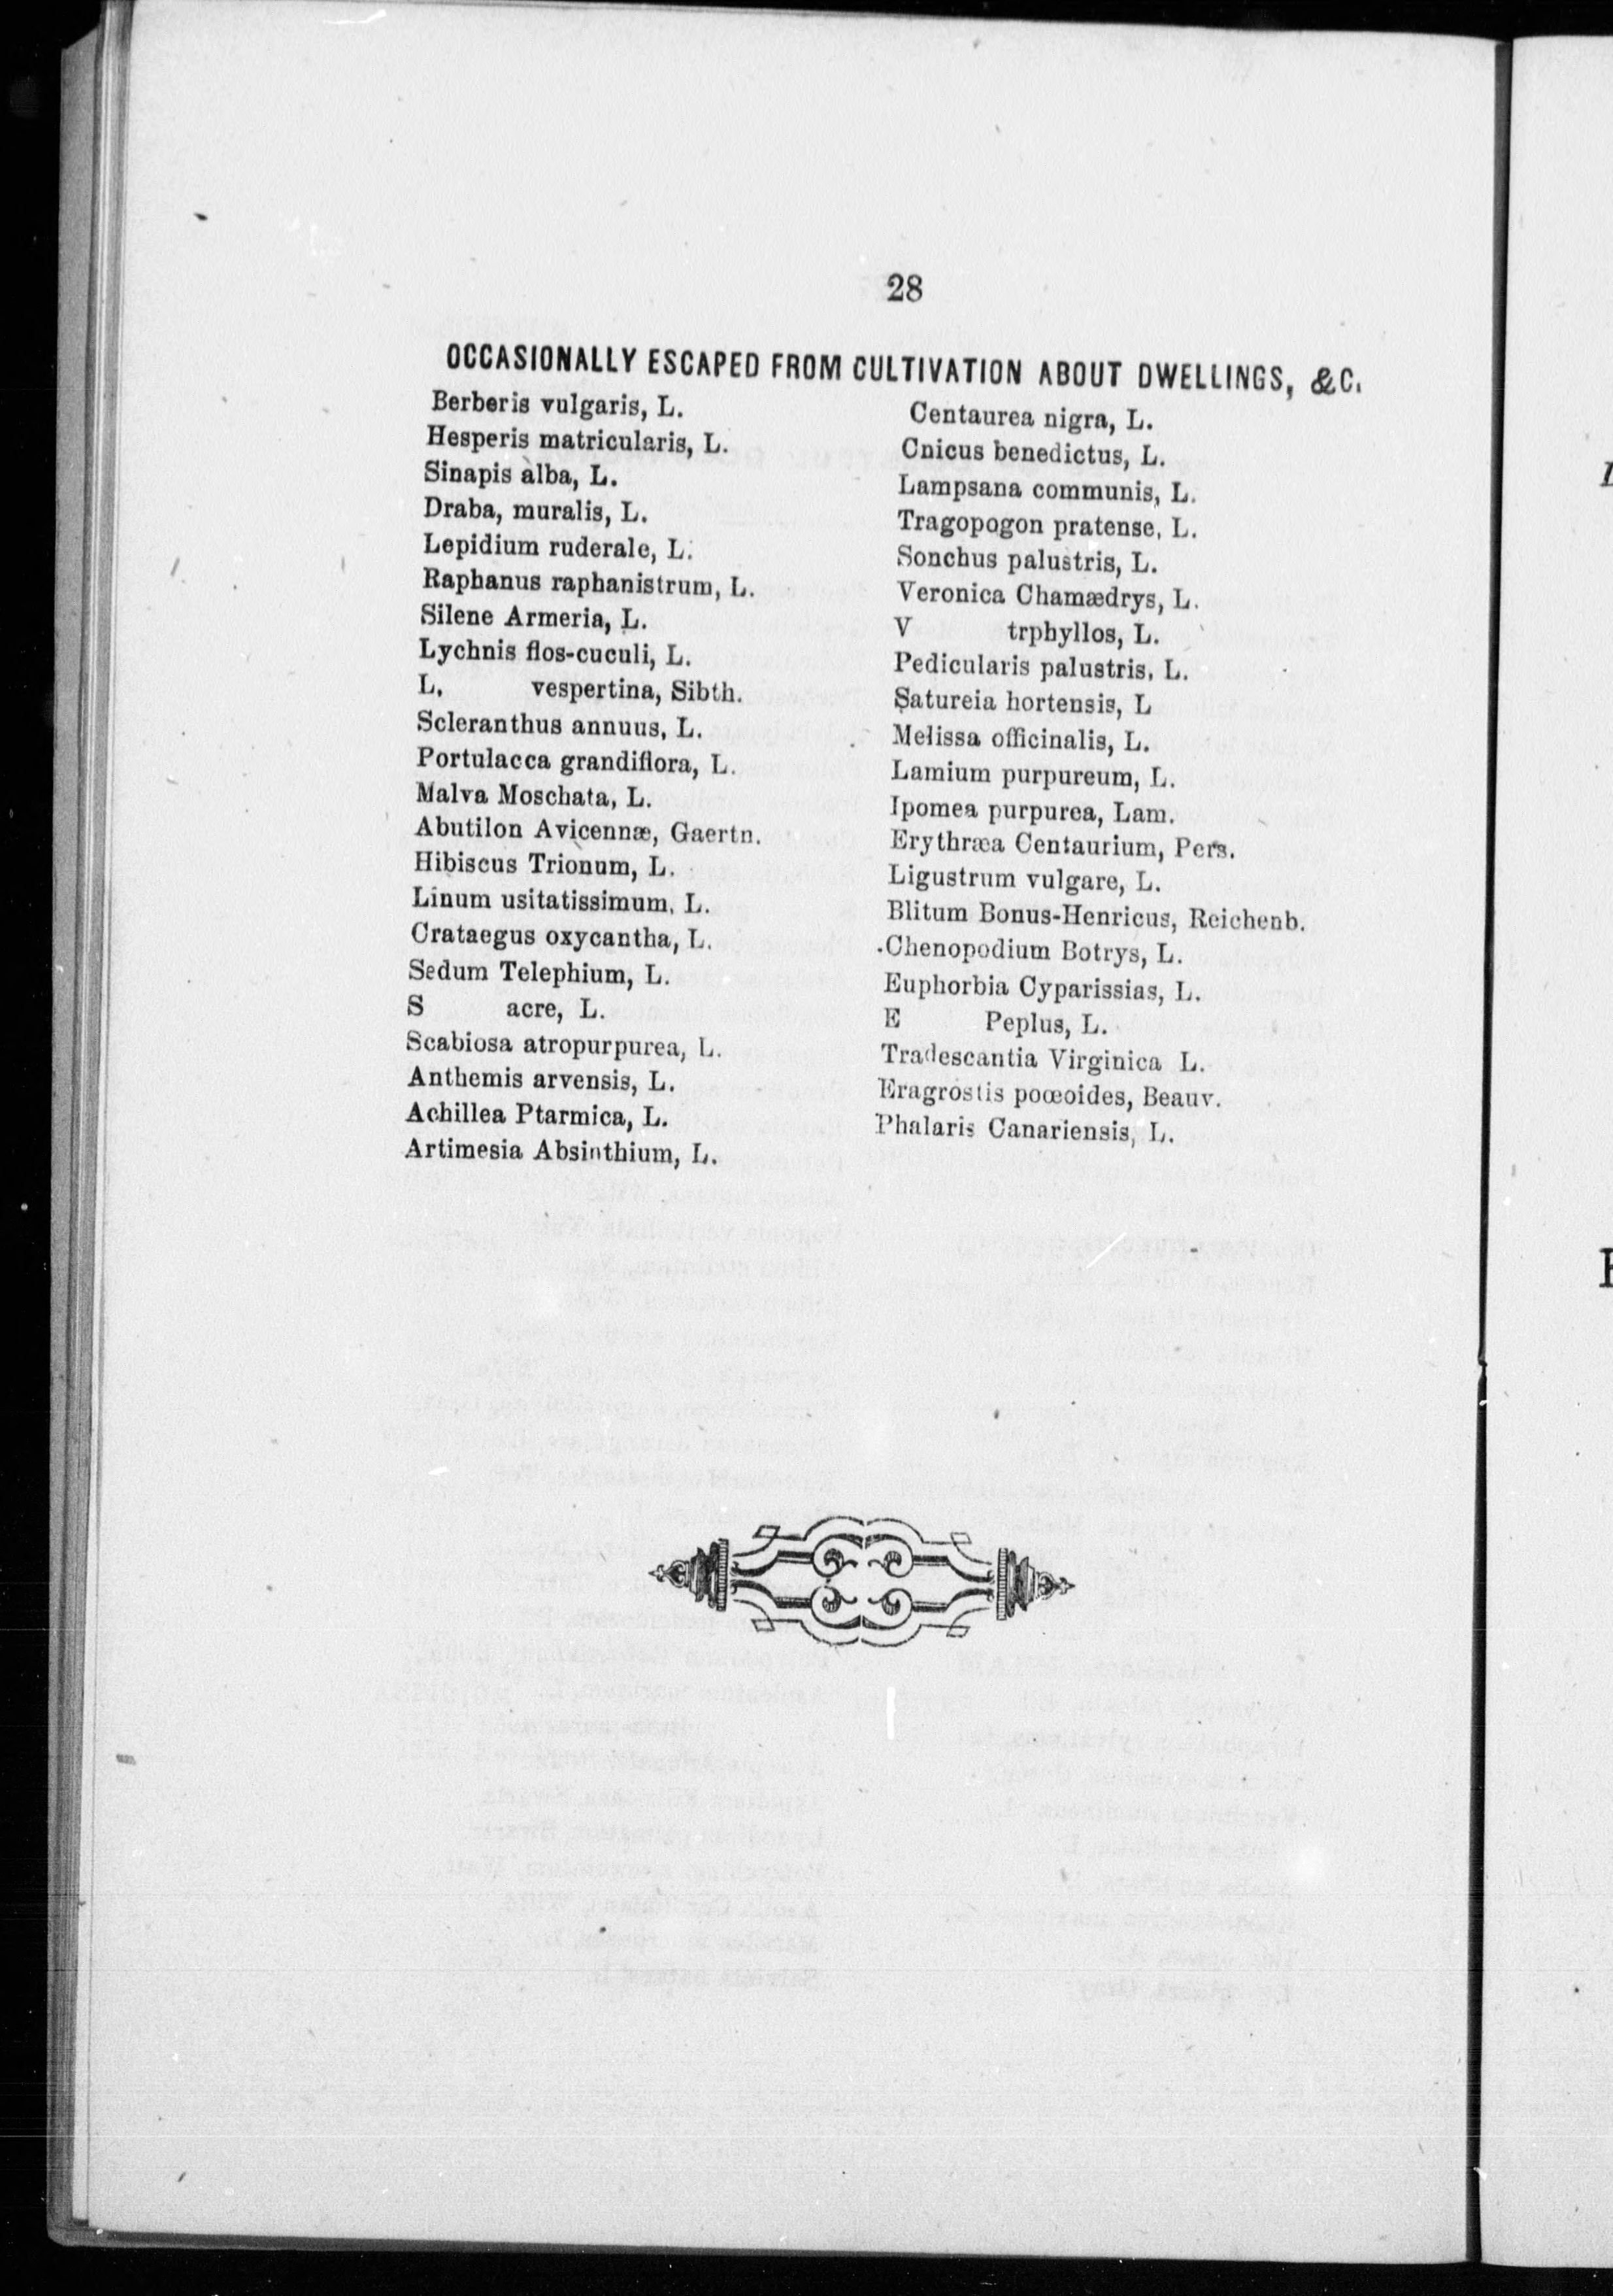 28
OCCASIONALLY ESCAPED FROM CULTIVATION ABOUT DWELLINGS, &C.
Berberis vulgaris, L.
Hesperis matricularis, L.
Sinapis alba, L.
Draba, muralis, L.
Lepidium ruderale, L.
Raphanus raphanistrum, L.
Silene Armeria, L.
Lychnis flos-cuculi, L.
L. vespertina, Sibth.
Scleranthus annuus, L.
Portulacca grandiflora, L.
Malva Moschata, L.
Abutilon Avicennæ, Gaertn.
Hibiscus Trionum, L.
Linum usitatissimum, L.
Crataegus oxycantha, L.
Sedum Telephium, L.
S acre, L.
Scabiosa atropurpurea, L.
Anthemis arvensis, L.
Achillea Ptarmica, L.
Artimesia Absinthium, L.
Centaurea nigra, L.
Cnicus benedictus, L.
Lampsana communis, L.
Tragopogon pratense, L.
Sonchus palustris, L.
Veronica Chamædrys, L.
V trphyllos, L.
Pedicularis palustris, L.
Satureia hortensis, L
Melissa officinalis, L.
Lamium purpureum, L.
Ipomea purpurea, Lam.
Erythræa Centaurium, Pers.
Ligustrum vulgare, L.
Blitum Bonus-Henricus, Reichenb.
Chenopodium Botrys, L.
Euphorbia Cyparissias, L.
E Peplus, L.
Tradescantia Virginica L.
Eragrostis poœoides, Beauv.
Phalaris Canariensis, L.